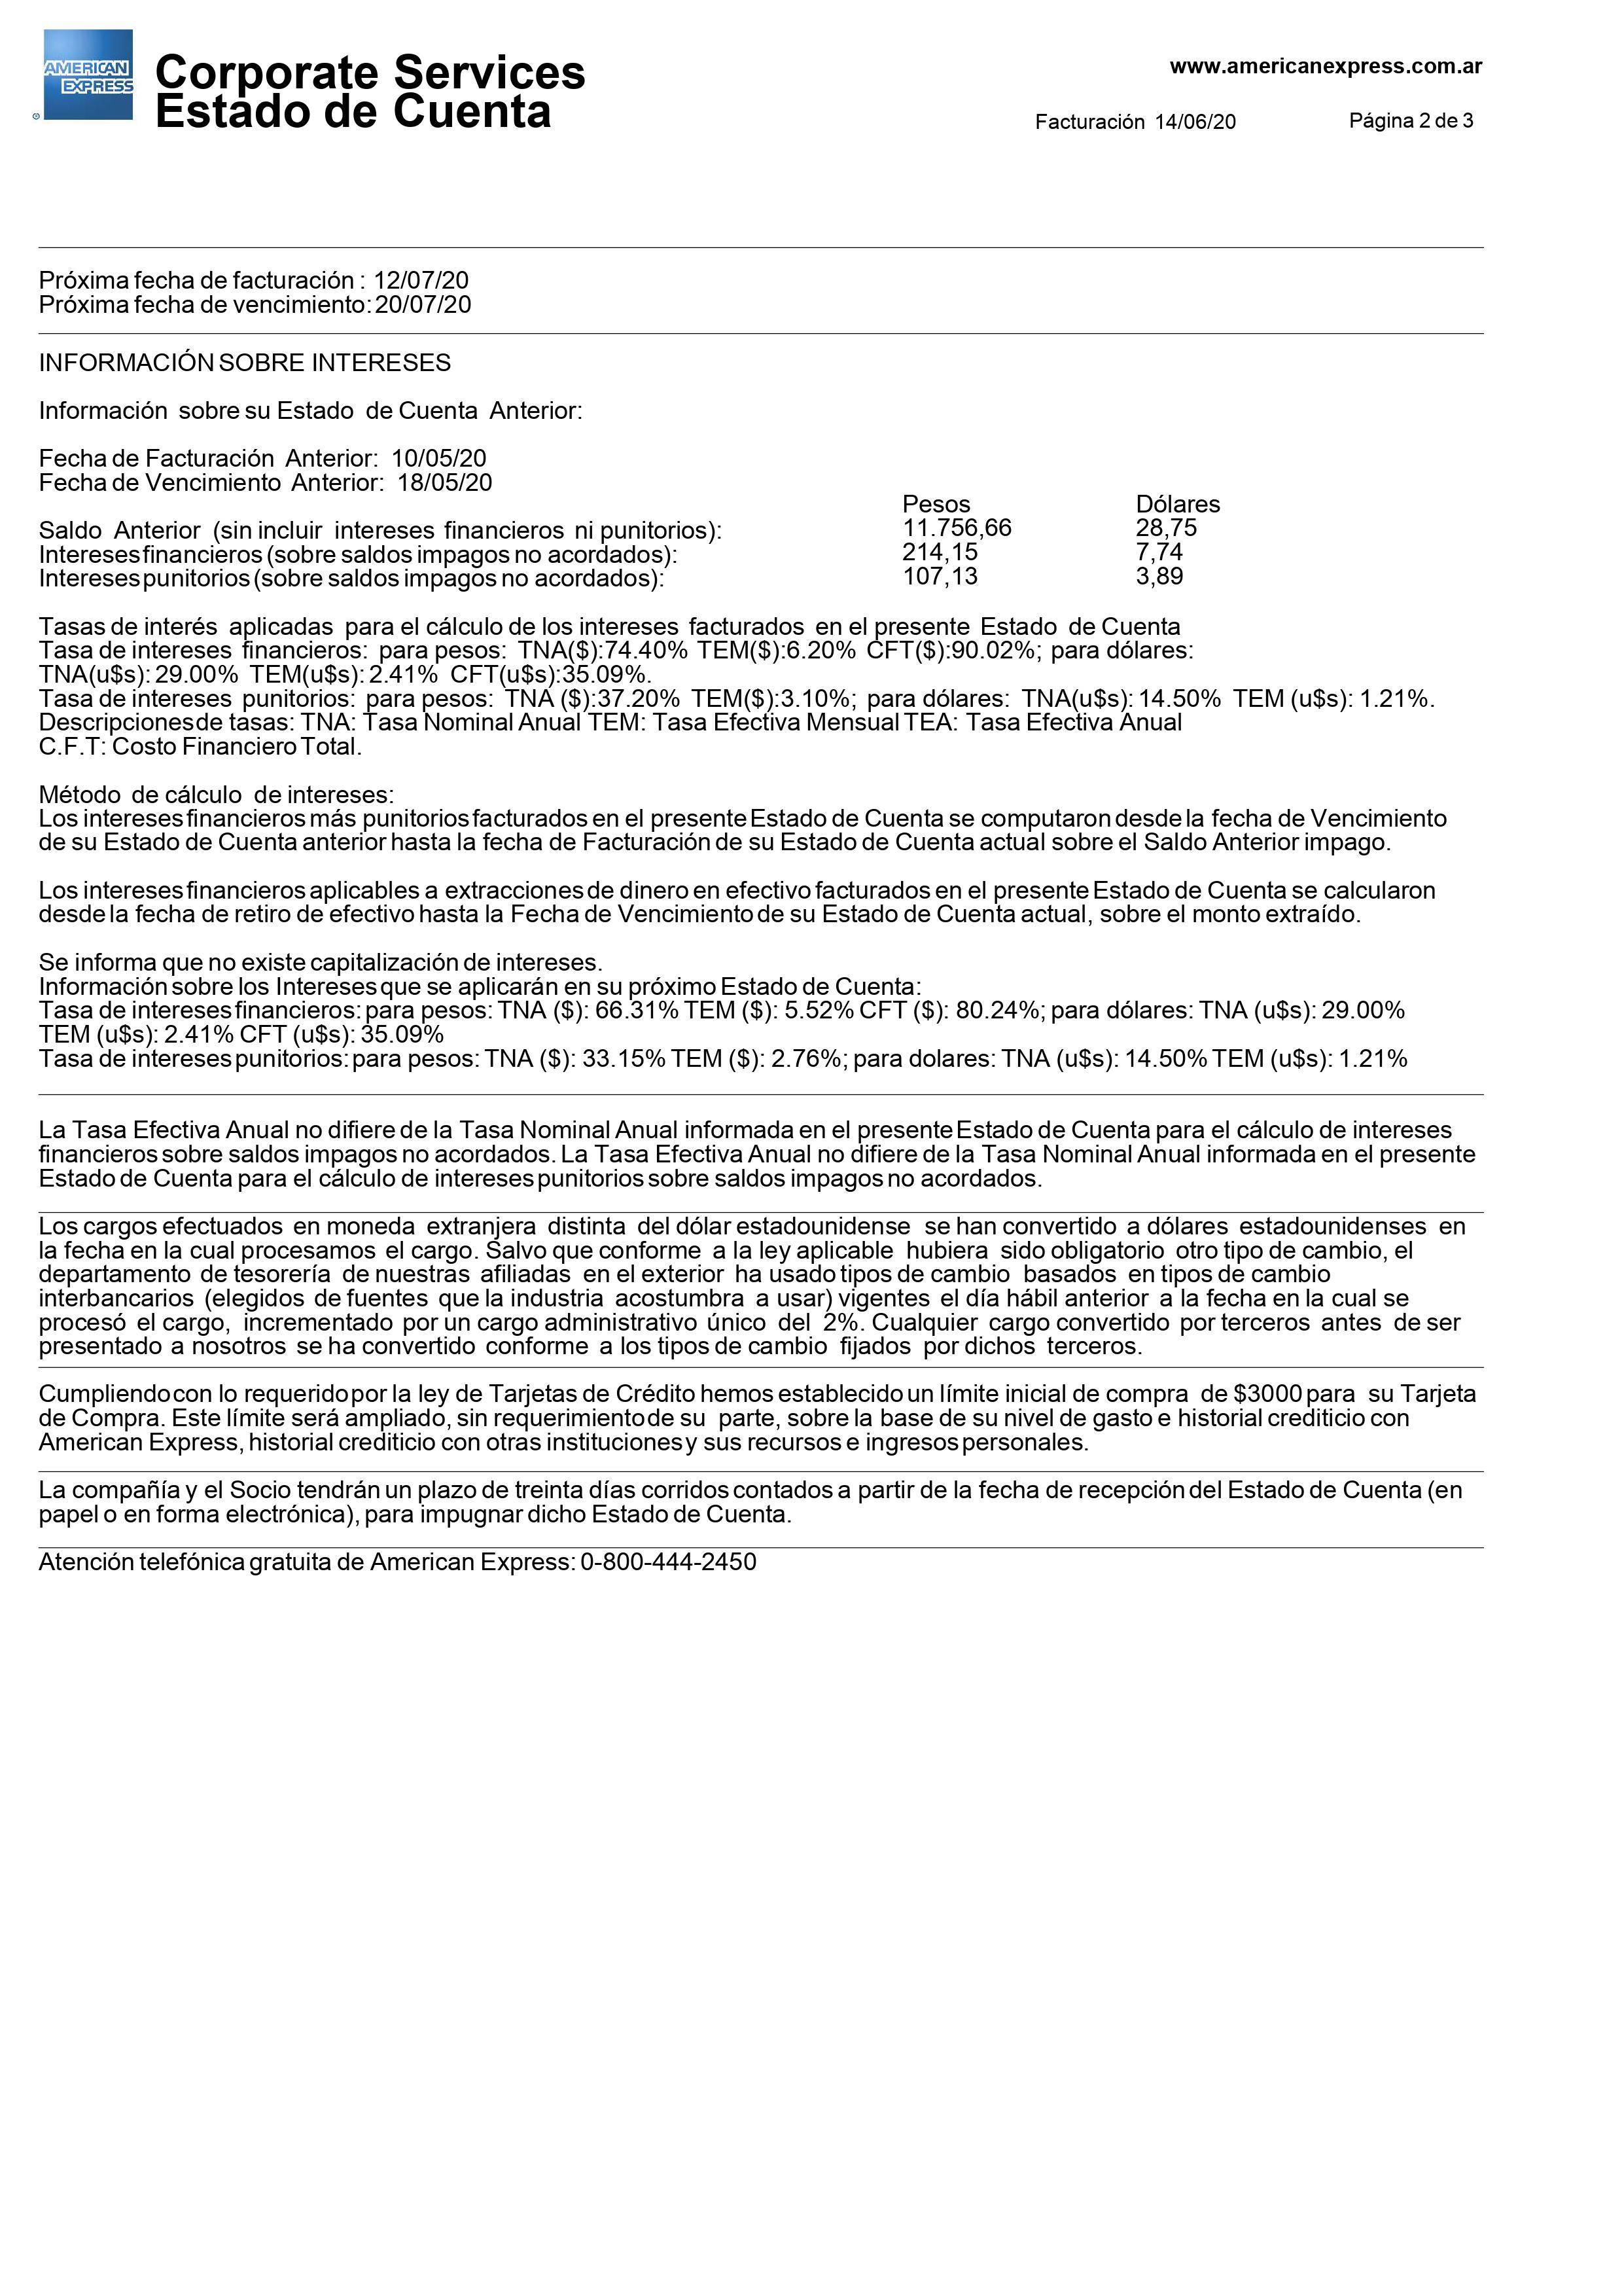 AMERICAN
EXPRESS
®
Corporate Services
Estado de Cuenta
www.americanexpress.com.ar
Facturación 14/06/20 Página 2 de 3
Próxima fecha de facturación : 12/07/20
Próxima fecha de vencimiento: 20/07/20
INFORMACIÓN SOBRE INTERESES
Información sobre su Estado de Cuenta Anterior:
Fecha de Facturación Anterior: 10/05/20
Fecha de Vencimiento Anterior: 18/05/20
Pesos Dólares
Saldo Anterior (sin incluir intereses financieros ni punitorios): 11.756,66 28,75
Intereses financieros (sobre saldos impagos no acordados): 214,15 7,74
Intereses punitorios (sobre saldos impagos no acordados): 107,13 3,89
Tasas de interés aplicadas para el cálculo de los intereses facturados en el presente Estado de Cuenta
Tasa de intereses financieros: para pesos: TNA($):74.40% TEM($):6.20% CFT($):90.02%; para dólares:
TNA(u$s): 29.00% TEM(u$s): 2.41% CFT(u$s):35.09%.
Tasa de intereses punitorios: para pesos: TNA ($):37.20% TEM($):3.10%; para dólares: TNA(u$s): 14.50% TEM (u$s): 1.21%.
Descripciones de tasas: TNA: Tasa Nominal Anual TEM: Tasa Efectiva Mensual TEA: Tasa Efectiva Anual
C.F.T: Costo Financiero Total.
Método de cálculo de intereses:
Los intereses financieros más punitorios facturados en el presente Estado de Cuenta se computaron desde la fecha de Vencimiento
de su Estado de Cuenta anterior hasta la fecha de Facturación de su Estado de Cuenta actual sobre el Saldo Anterior impago.
Los intereses financieros aplicables a extracciones de dinero en efectivo facturados en el presente Estado de Cuenta se calcularon
desde la fecha de retiro de efectivo hasta la Fecha de Vencimiento de su Estado de Cuenta actual, sobre el monto extraído.
Se informa que no existe capitalización de intereses.
Información sobre los Intereses que se aplicarán en su próximo Estado de Cuenta:
Tasa de intereses financieros: para pesos: TNA ($): 66.31% TEM ($): 5.52% CFT ($): 80.24%; para dólares: TNA (u$s): 29.00%
TEM (u$s): 2.41% CFT (u$s): 35.09%
Tasa de intereses punitorios: para pesos: TNA ($): 33.15% TEM ($): 2.76%; para dolares: TNA (u$s): 14.50% TEM (u$s): 1.21%
La Tasa Efectiva Anual no difiere de la Tasa Nominal Anual informada en el presente Estado de Cuenta para el cálculo de intereses
financieros sobre saldos impagos no acordados. La Tasa Efectiva Anual no difiere de la Tasa Nominal Anual informada en el presente
Estado de Cuenta para el cálculo de intereses punitorios sobre saldos impagos no acordados.
Los cargos efectuados en moneda extranjera distinta del dólar estadounidense se han convertido a dólares estadounidenses en
la fecha en la cual procesamos el cargo. Salvo que conforme a la ley aplicable hubiera sido obligatorio otro tipo de cambio, el
departamento de tesorería de nuestras afiliadas en el exterior ha usado tipos de cambio basados en tipos de cambio
interbancarios (elegidos de fuentes que la industria acostumbra a usar) vigentes el día hábil anterior a la fecha en la cual se
procesó el cargo, incrementado por un cargo administrativo único del 2%. Cualquier cargo convertido por terceros antes de ser
presentado a nosotros se ha convertido conforme a los tipos de cambio fijados por dichos terceros.
Cumpliendo con lo requerido por la ley de Tarjetas de Crédito hemos establecido un límite inicial de compra de $3000 para su Tarjeta
de Compra. Este límite será ampliado, sin requerimiento de su parte, sobre la base de su nivel de gasto e historial crediticio con
American Express, historial crediticio con otras instituciones y sus recursos e ingresos personales.
La compañía y el Socio tendrán un plazo de treinta días corridos contados a partir de la fecha de recepción del Estado de Cuenta (en
papel o en forma electrónica), para impugnar dicho Estado de Cuenta.
Atención telefónica gratuita de American Express: 0-800-444-2450